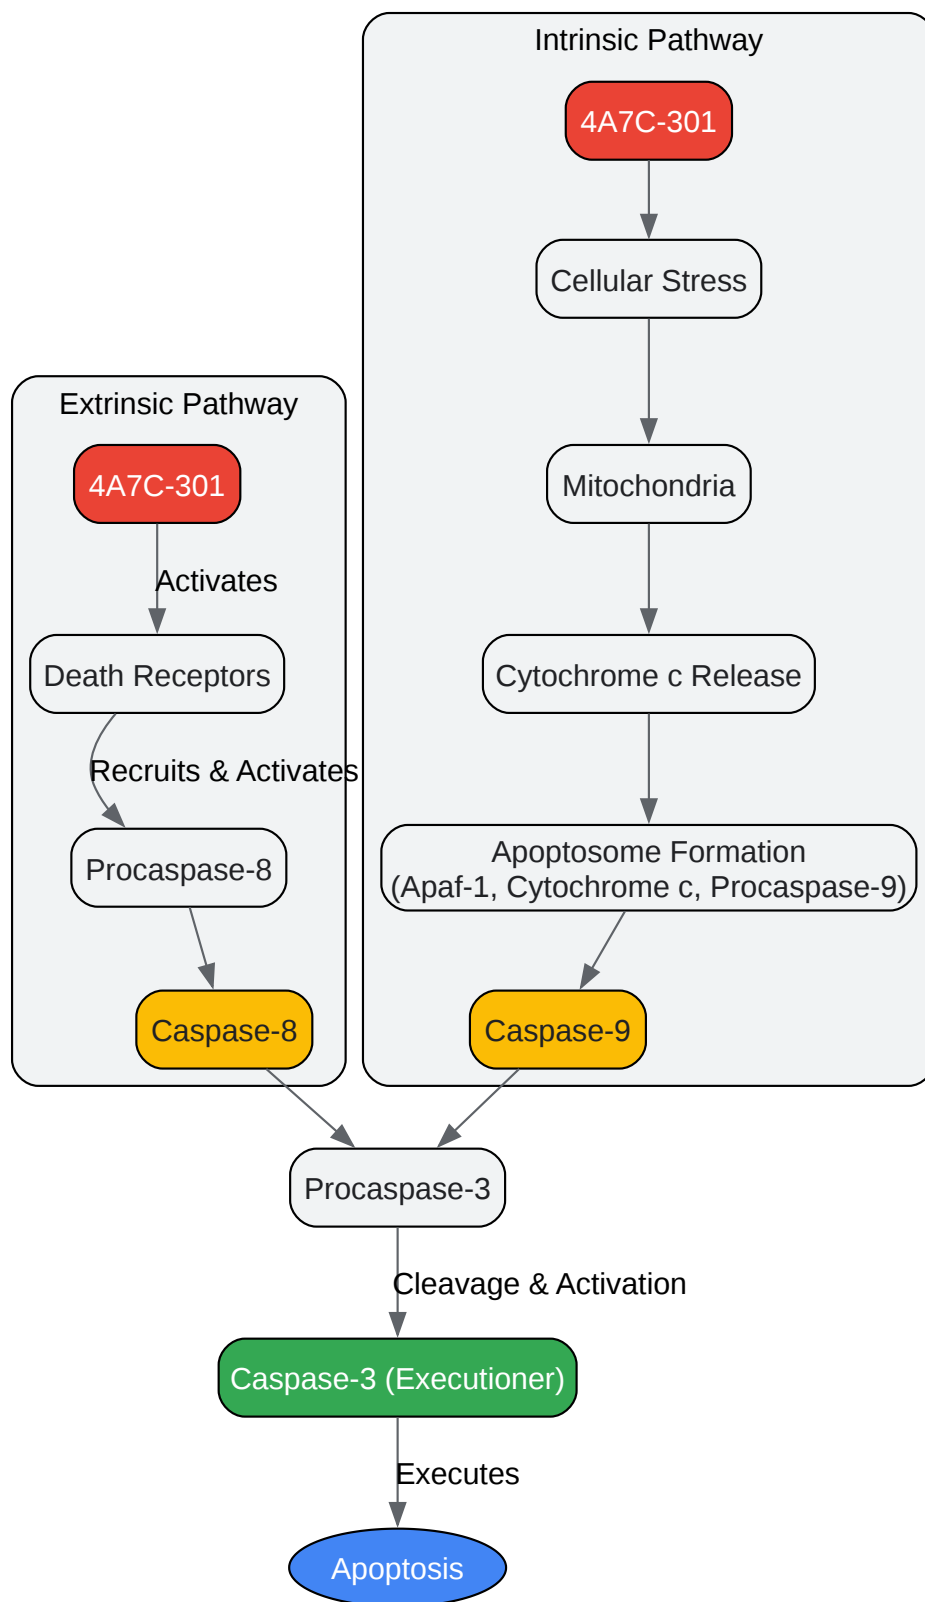 Intrinsic Pathway
4A7C-301
Cellular Stress
Mitochondria
Cytochrome c Release
Apoptosome Formation
(Apaf-1, Cytochrome c, Procaspase-9)
Caspase-9
Extrinsic Pathway
4A7C-301
Activates
Death Receptors
Recruits & Activates
Procaspase-8
Caspase-8
Procaspase-3
Cleavage & Activation
Caspase-3 (Executioner)
Executes
Apoptosis